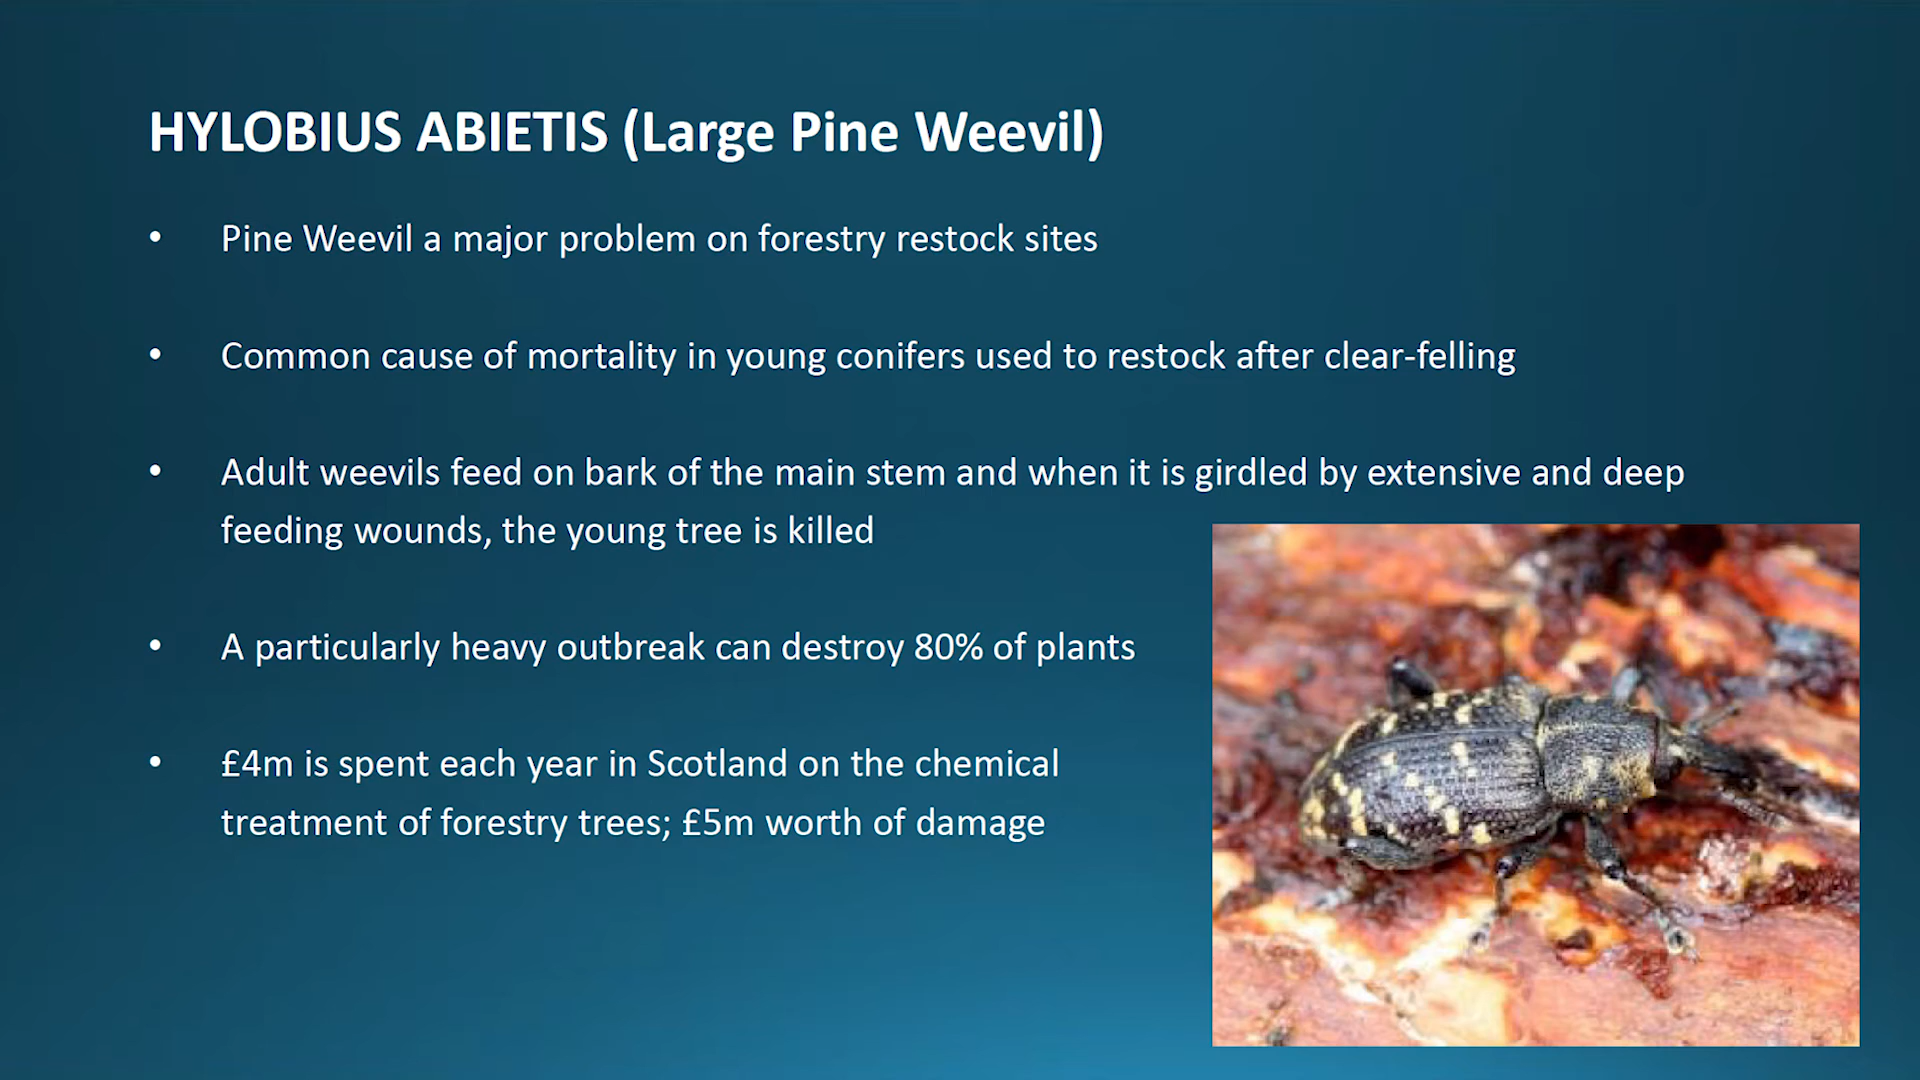 HYLOBIUS ABIETIS (Large Pine Weevil)
• Pine Weevil a major problem on forestry restock sites
• Common cause of mortality in young conifers used to restock after clear-felling
• Adult weevils feed on bark of the main stem and when it is girdled by extensive and deep
feeding wounds, the young tree is killed
• A particularly heavy outbreak can destroy 80% of plants
• £4m is spent each year in Scotland on the chemical
treatment of forestry trees; £5m worth of damage